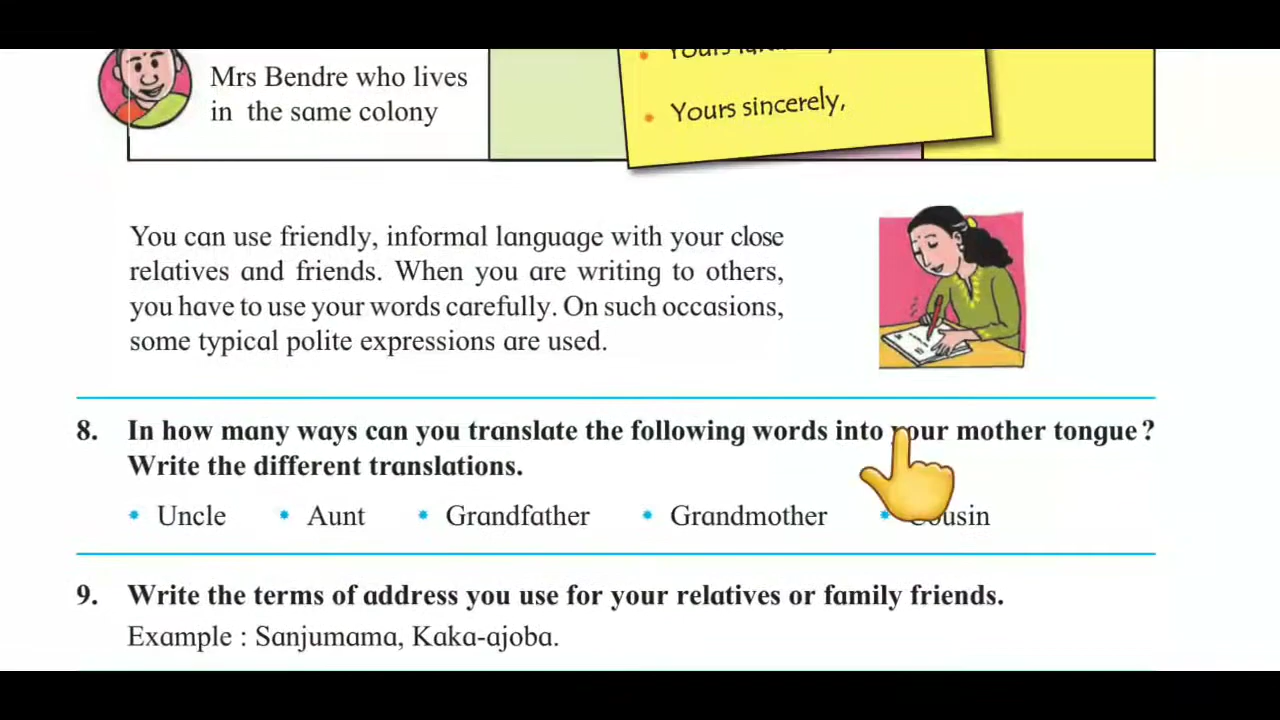 Mrs Bendre who lives
in the same colony
Yours sincerely,
You can use friendly, informal language with your close
relatives and friends. When you are writing to others,
you have to use your words carefully. On such occasions,
some typical polite expressions are used.
8. In how many ways can you translate the following words into your mother tongue?
Write the different translations.
• Uncle • Aunt • Grandfather • Grandmother • Cousin
9. Write the terms of address you use for your relatives or family friends.
Example : Sanjumama, Kaka-ajoba.